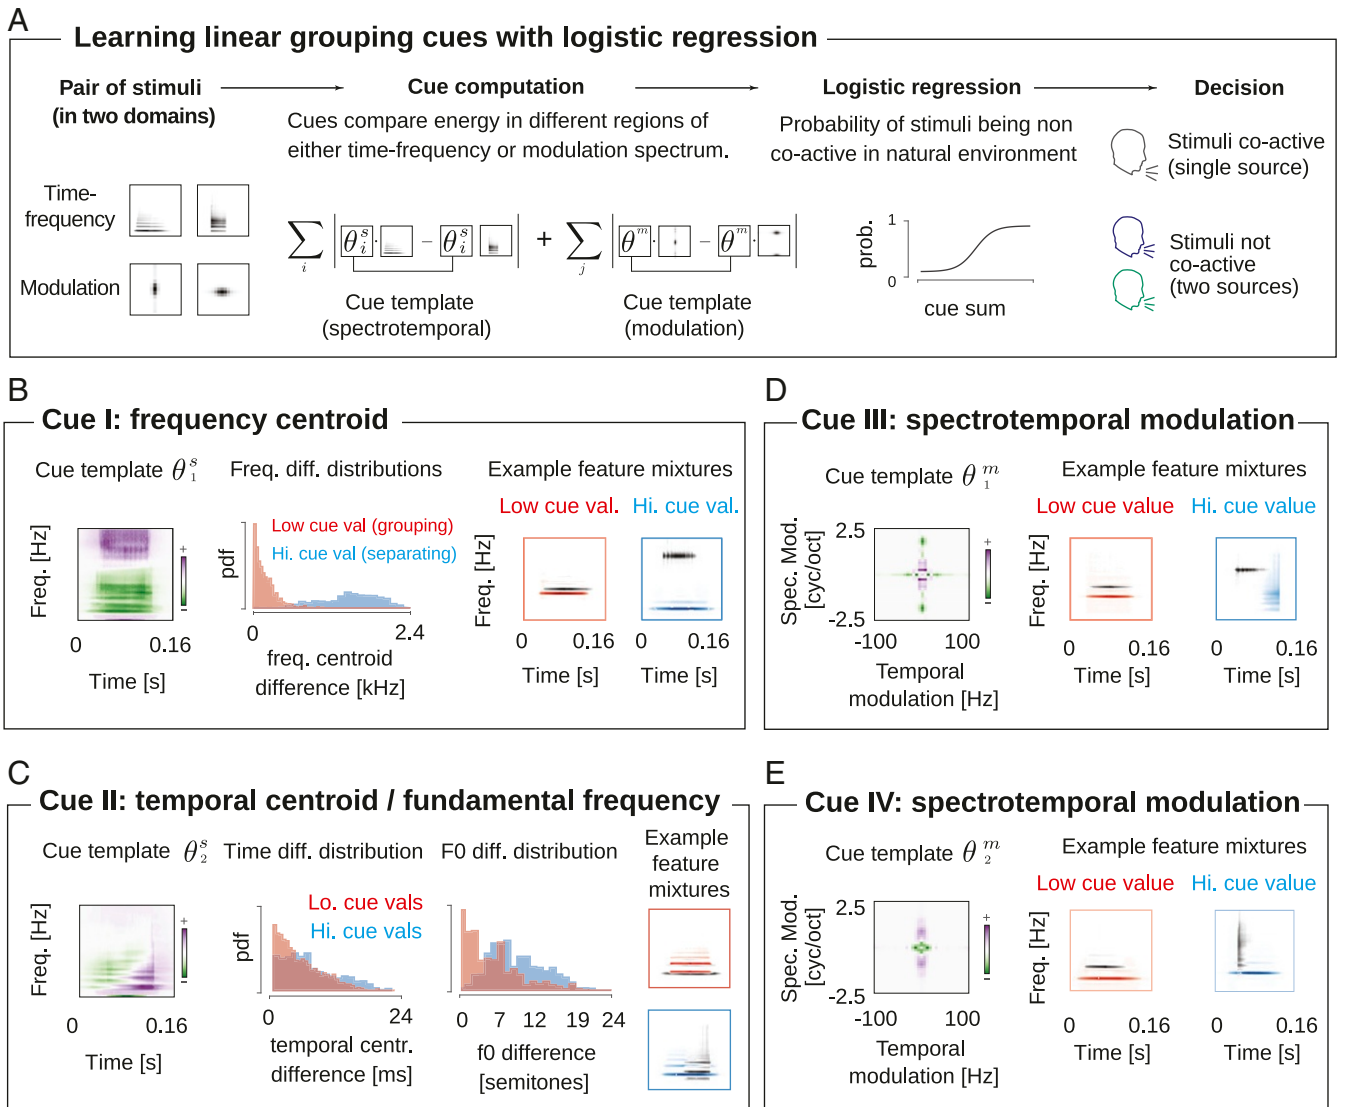 A
Learning linear grouping cues with logistic regression
Pair of stimuli
(in two domains)
Cue computation
Logistic regression
Decision
Cues compare energy in different regions of
either time-frequency or modulation spectrum.
Probability of stimuli being non
co-active in natural environment
Stimuli co-active
(single source)
Time-
frequency
Modulation
∑ i | θ s i · − θ s i | + ∑ j | θ m · − θ m · |
Cue template
(spectrotemporal)
Cue template
(modulation)
prob.
1
0
cue sum
Stimuli not
co-active
(two sources)
B
Cue I: frequency centroid
Cue template θ s 1
Freq. diff. distributions
Example feature mixtures
Low cue val.
Hi. cue val.
Freq. [Hz]
+
–
0
0.16
Time [s]
pdf
Low cue val (grouping)
Hi. cue val (separating)
0
2.4
freq. centroid
difference [kHz]
Freq. [Hz]
0
0.16
0
0.16
Time [s]
Time [s]
C
Cue II: temporal centroid / fundamental frequency
Cue template θ s 2
Time diff. distribution
F0 diff. distribution
Example
feature
mixtures
Freq. [Hz]
+
–
0
0.16
Time [s]
pdf
Lo. cue vals
Hi. cue vals
0
24
temporal centr.
difference [ms]
0
7
12
19
24
f0 difference
[semitones]
D
Cue III: spectrotemporal modulation
Cue template θ m 1
Example feature mixtures
Low cue value
Hi. cue value
Spec. Mod.
[cyc/oct]
2.5
-2.5
+
–
-100
100
Temporal
modulation [Hz]
Freq. [Hz]
0
0.16
0
0.16
Time [s]
Time [s]
E
Cue IV: spectrotemporal modulation
Cue template θ m 2
Example feature mixtures
Low cue value
Hi. cue value
Spec. Mod.
[cyc/oct]
2.5
-2.5
+
–
-100
100
Temporal
modulation [Hz]
Freq. [Hz]
0
0.16
0
0.16
Time [s]
Time [s]